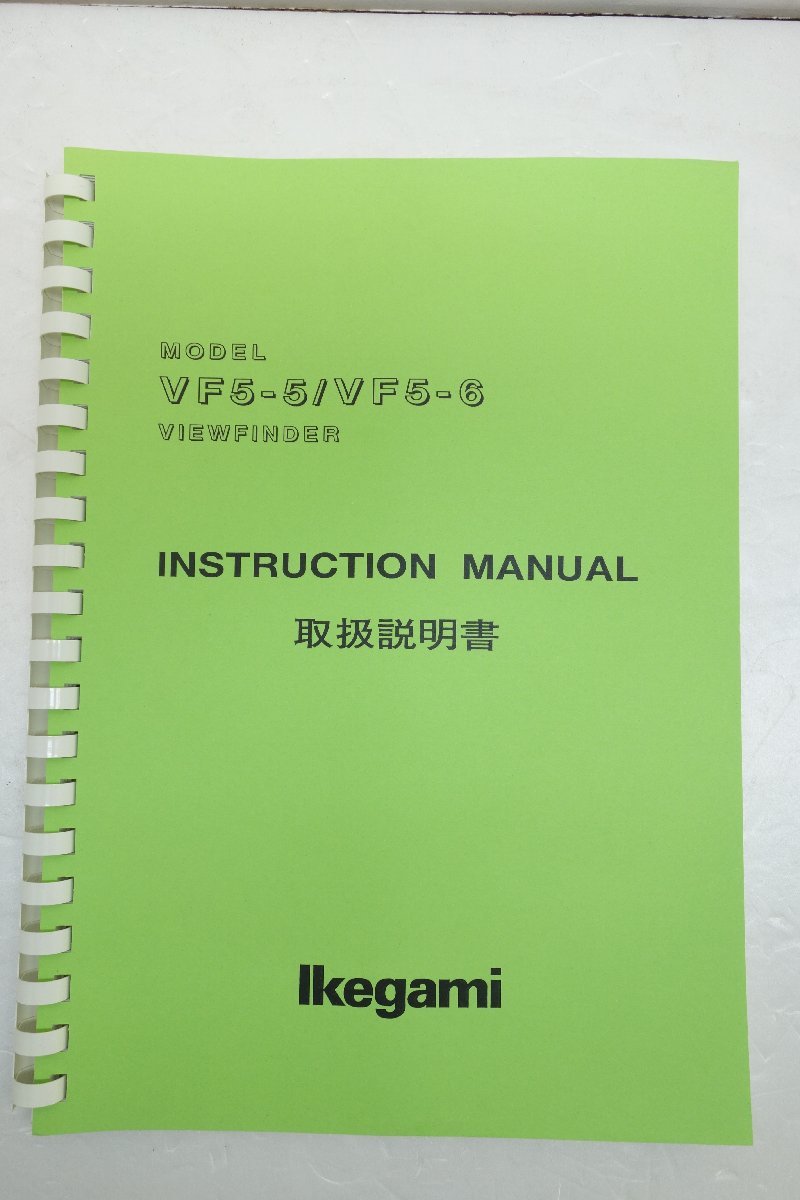 MODEL
VF5-5/VF5-6
VIEWFINDER
INSTRUCTION MANUAL
取扱説明書
Ikegami